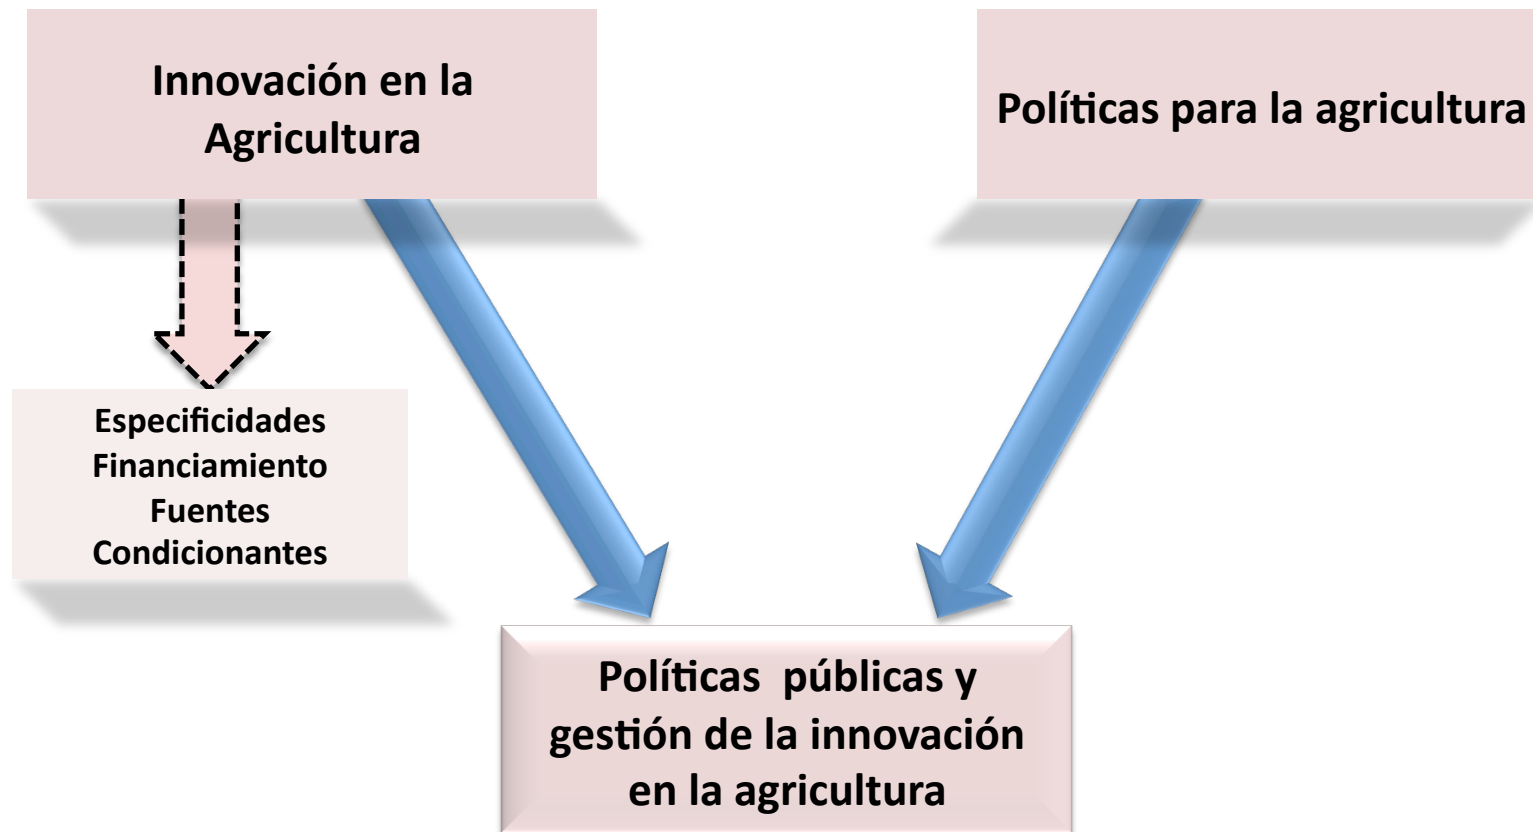 Innovación en la
Agricultura
Políticas para la agricultura
Especificidades
Financiamiento
Fuentes
Condicionantes
Políticas  públicas y
gestión de la innovación
en la agricultura